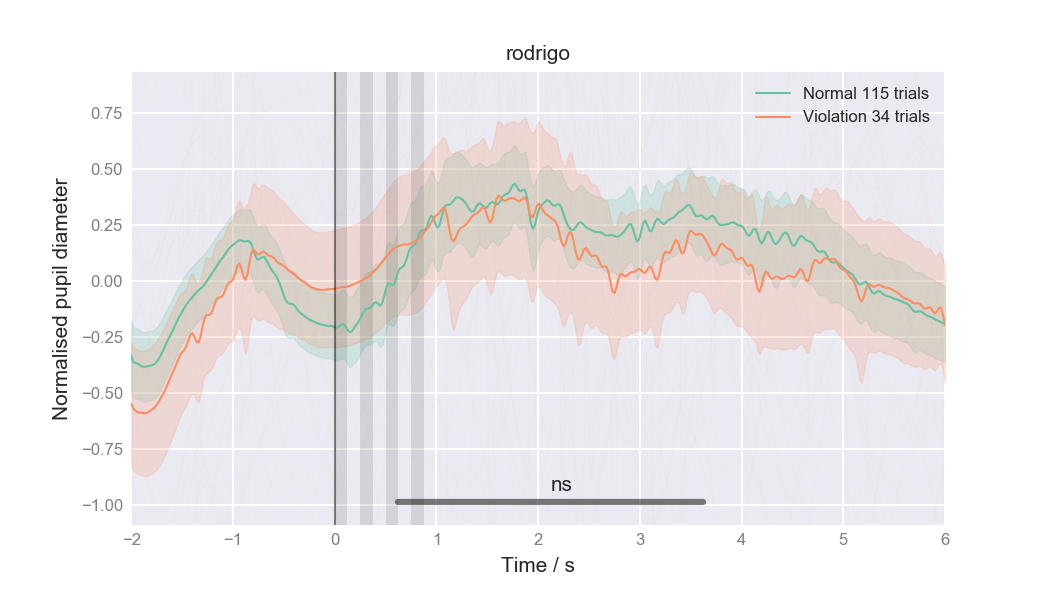 rodrigo
Normal 115 trials
Violation 34 trials
Normalised pupil diameter
0.75
0.50
0.25
0.00
−0.25
−0.50
−0.75
−1.00
ns
−2 −1 0 1 2 3 4 5 6
Time / s